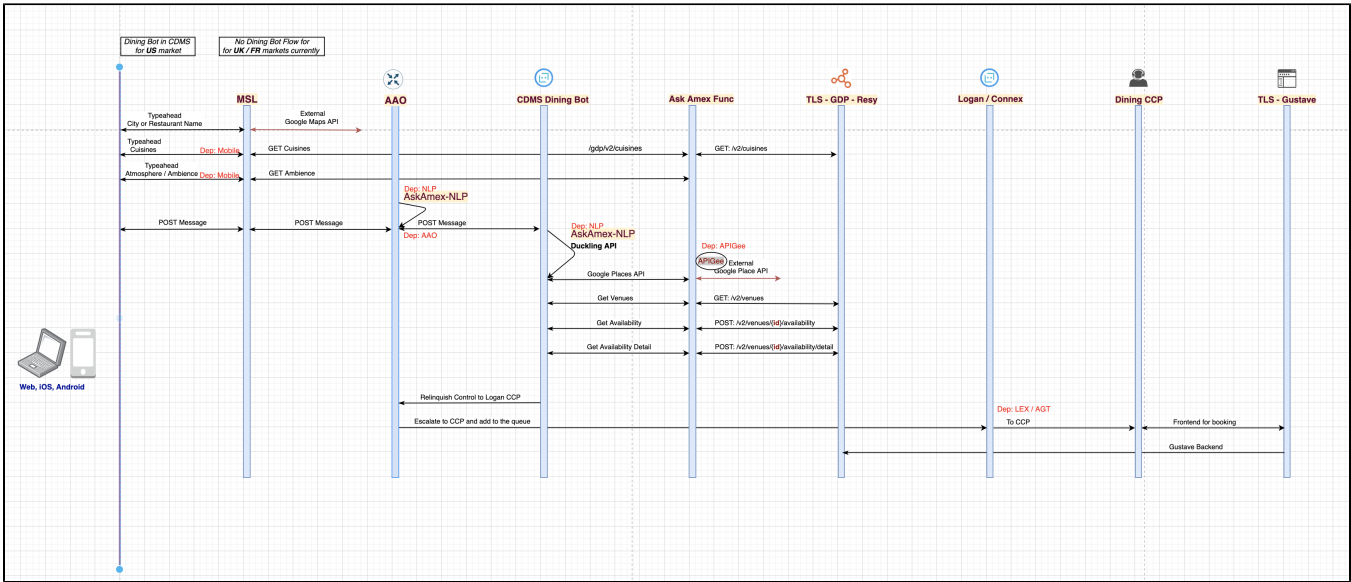 Dining Bot in CDMS
for US market
No Dining Bot Flow for
for UK / FR markets currently
MSL
AAO
CDMS Dining Bot
Ask Amex Func
TLS - GDP - Resy
Logan / Connex
Dining CCP
TLS - Gustave
Typeahead
City or Restaurant Name
External
Google Maps API
Typeahead
Cuisines
Dep: Mobile
GET Cuisines
/gdp/v2/cuisines
GET: /v2/cuisines
Typeahead
Atmosphere / Ambience
Dep: Mobile
GET Ambience
Dep: NLP
AskAmex-NLP
POST Message
POST Message
POST Message
Dep: AAO
Dep: NLP
AskAmex-NLP
Duckling API
Dep: APIGee
APIGee
External
Google Place API
Google Places API
Get Venues
GET: /v2/venues
Get Availability
POST: /v2/venues/{id}/availability
Get Availability Detail
POST: /v2/venues/{id}/availability/detail
Web, iOS, Android
Relinquish Control to Logan CCP
Dep: LEX / AGT
Escalate to CCP and add to the queue
To CCP
Frontend for booking
Gustave Backend